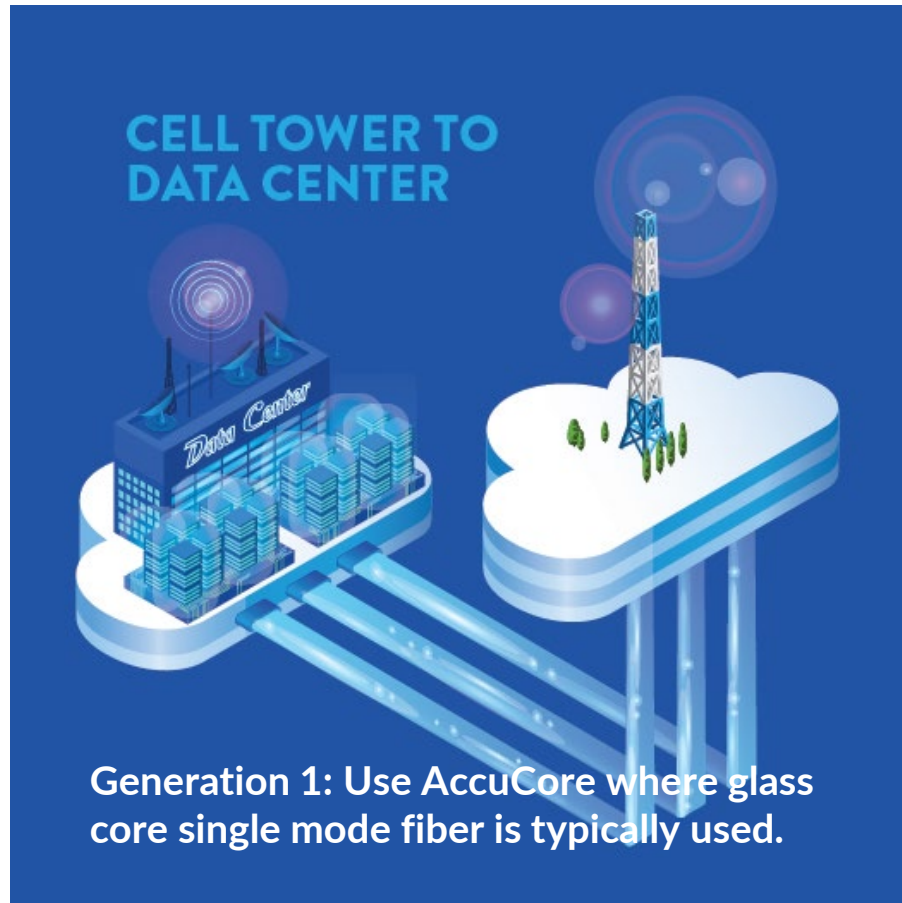 CELL TOWER TO
DATA CENTER
Data Center
Generation 1: Use AccuCore where glass
core single mode fiber is typically used.